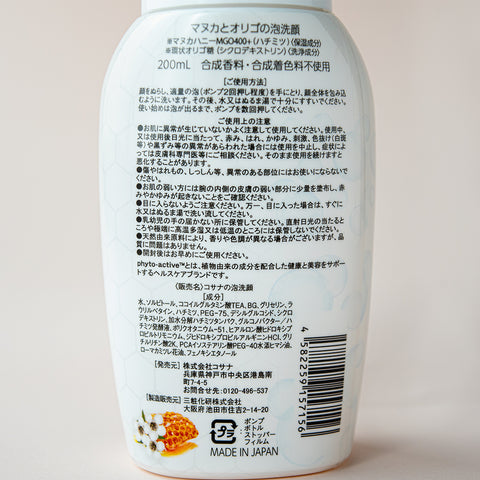 マヌカとオリゴの泡洗顔
※マヌカハニーMGO400+（ハチミツ）（保湿成分）
※環状オリゴ糖（シクロデキストリン）（洗浄成分）
200mL 合成香料・合成着色料不使用
［ご使用方法］
顔をぬらし、適量の泡（ポンプ2回押し程度）を手にとり、顔全体を包み
込むように洗います。その後、水又はぬるま湯で十分にすすいでください。
使い始めは泡が出るまで、ポンプを数回押してください。
［ご使用上の注意］
●お肌に異常が生じていないかよく注意して使用してください。使用中、
又は使用後日光に当たって、赤み、はれ、かゆみ、刺激、色抜け（白斑
等）や黒ずみ等の異常があらわれた場合には使用を中止し、症状によ
っては皮膚科専門医等にご相談ください。そのまま使用を続けますと
悪化することがあります。
●傷やはれもの、しっしん等、異常のある部位にはお使いにならないで
ください。
●お肌の弱い方には腕の内側の皮膚の弱い部分に少量を塗布し、赤
みやかゆみが起きないことをご確認ください。
●目に入らないようご注意ください。万一、目に入った場合は、すぐに
水又はぬるま湯で洗い流してください。
●乳幼児の手の届かない所に保管してください。直射日光の当たると
ころや極端に高温多湿又は低温のところには保管しないでください。
●天然由来原料により、香りや色調が異なる場合がございますが、品
質に問題はありません。
●開封後はお早めにご使用ください。
phyto-active™とは、植物由来の成分を配合した健康と美容をサポート
するヘルスケアブランドです。
〈販売名〉コサナの泡洗顔
［成分］
水、ソルビトール、ココイルグルタミン酸TEA、BG、グリセリン、ラ
ウリルベタイン、ハチミツ、PEG-75、デシルグルコシド、シクロ
デキストリン、加水分解ハチミツタンパク、グルコノバクター/ハ
チミツ発酵液、ポリクオタニウム-51、ヒアルロン酸ヒドロキシプ
ロピルトリモニウム、ジヒドロキシプロピルアルギニンHCl、グリ
チルリチン酸2K、PCAイソステアリン酸PEG-40水添ヒマシ油、
ローマカミツレ花油、フェノキシエタノール
発売元 株式会社コサナ
兵庫県神戸市中央区港島南
町7-4-5
お問合せ先：0120-496-537
製造販売元 三粧化研株式会社
大阪府池田市住吉2-14-20
プラ
ポンプ
ボトル
ストッパー
フィルム
MADE IN JAPAN
4 582259 157156